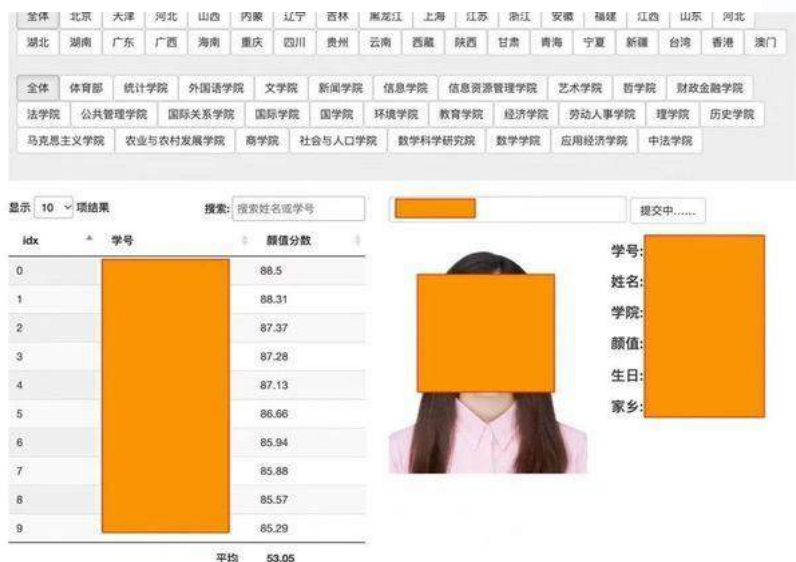 全体 北京 天津 河北 山西 内蒙 辽宁 吉林 黑龙江 上海 江苏 浙江 安徽 福建 江西 山东 河北
湖北 湖南 广东 广西 海南 重庆 四川 贵州 云南 西藏 陕西 甘肃 青海 宁夏 新疆 台湾 香港 澳门
全体 体育部 统计学院 外国语学院 文学院 新闻学院 信息学院 信息资源管理学院 艺术学院 哲学院 财政金融学院
法学院 公共管理学院 国际关系学院 国际学院 国学院 环境学院 教育学院 经济学院 劳动人事学院 理学院 历史学院
马克思主义学院 农业与农村发展学院 商学院 社会与人口学院 数学科学研究院 数学学院 应用经济学院 中法学院
显示 10 项结果 搜索: 搜索姓名或学号
提交中......
idx 学号 颜值分数
0 88.5
1 88.31
2 87.37
3 87.28
4 87.13
5 86.66
6 85.94
7 85.88
8 85.57
9 85.29
平均 53.05
学号:
姓名:
学院:
颜值:
生日:
家乡: